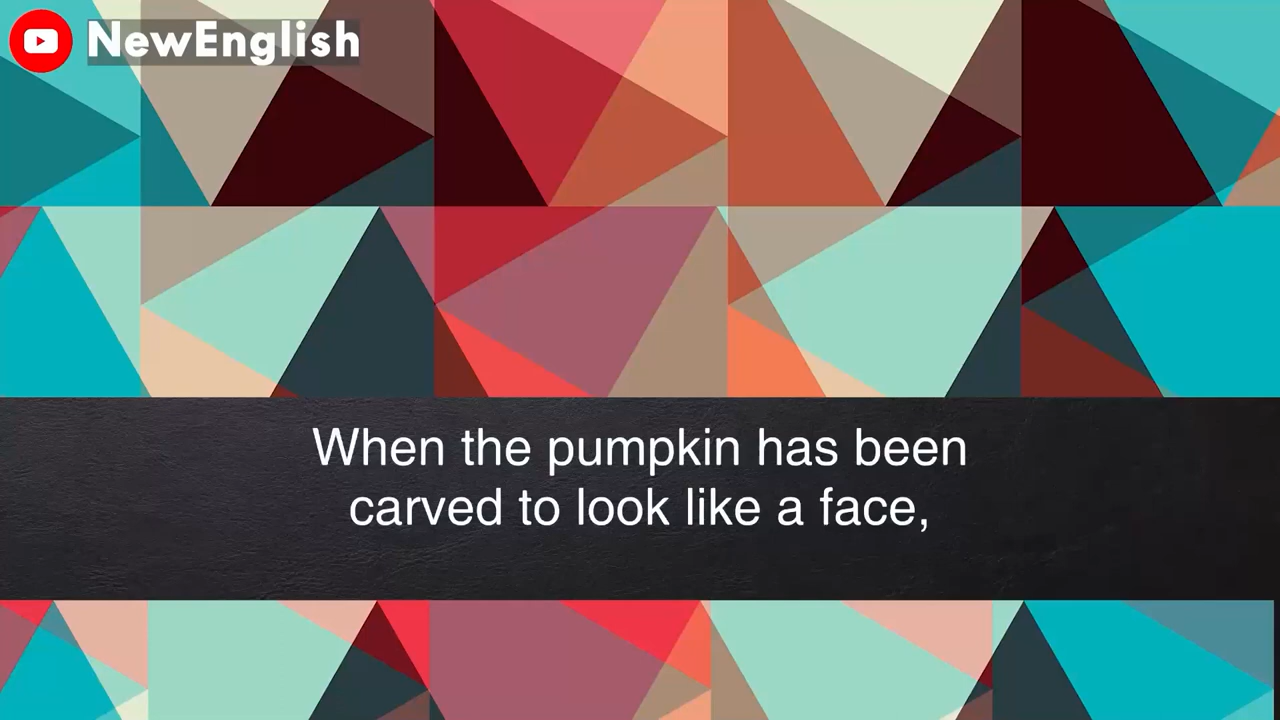 NewEnglish
When the pumpkin has been
carved to look like a face,